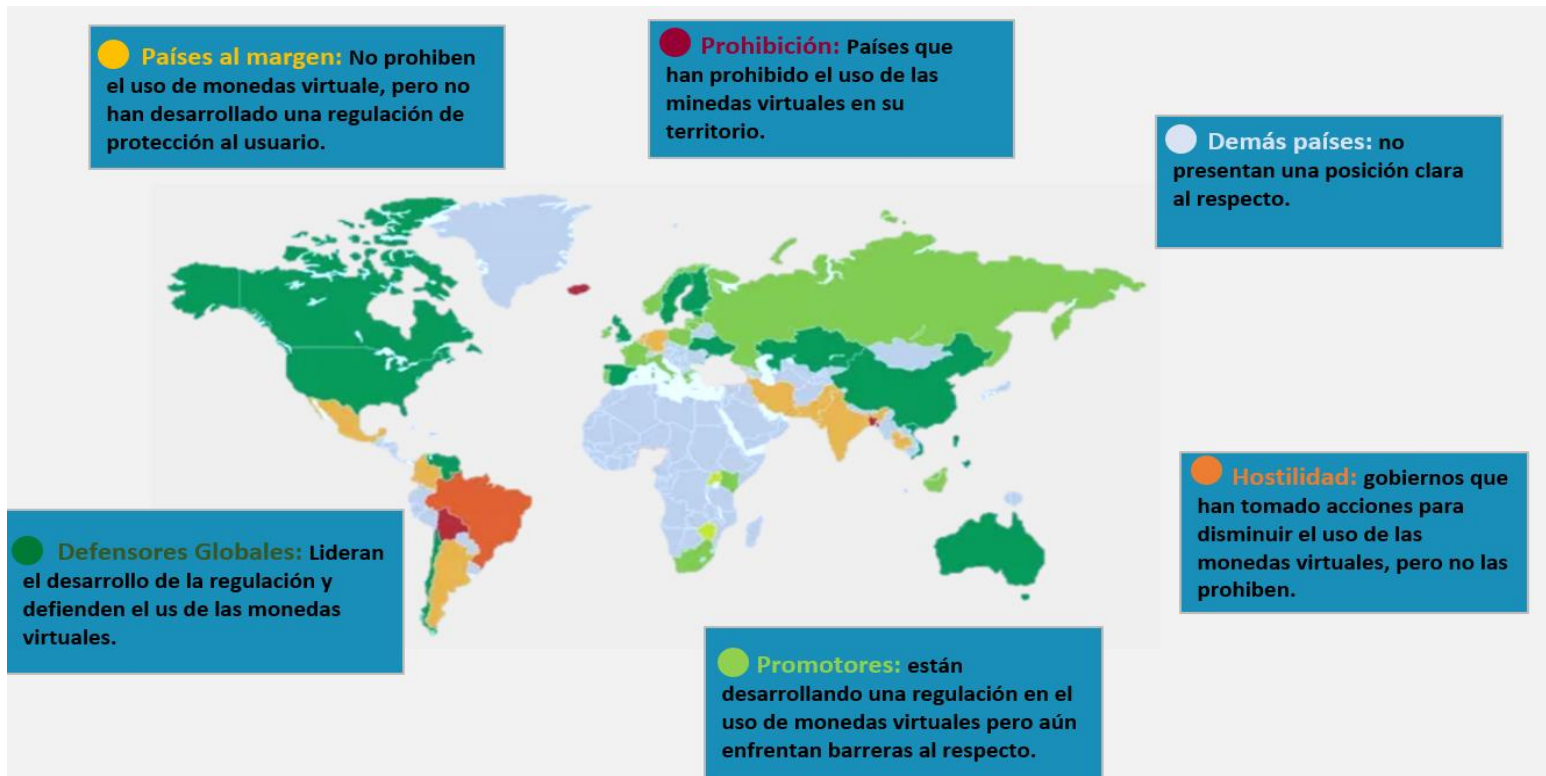 Países al margen: No prohiben
el uso de monedas virtuale, pero no
han desarrollado una regulación de
protección al usuario.
Prohibición: Países que
han prohibido el uso de las
minedas virtuales en su
territorio.
Demás países: no
presentan una posición clara
al respecto.
Hostilidad: gobiernos que
han tomado acciones para
disminuir el uso de las
monedas virtuales, pero no las
prohiben.
Defensores Globales: Lideran
el desarrollo de la regulación y
defienden el us de las monedas
virtuales.
Promotores: están
desarrollando una regulación en el
uso de monedas virtuales pero aún
enfrentan barreras al respecto.